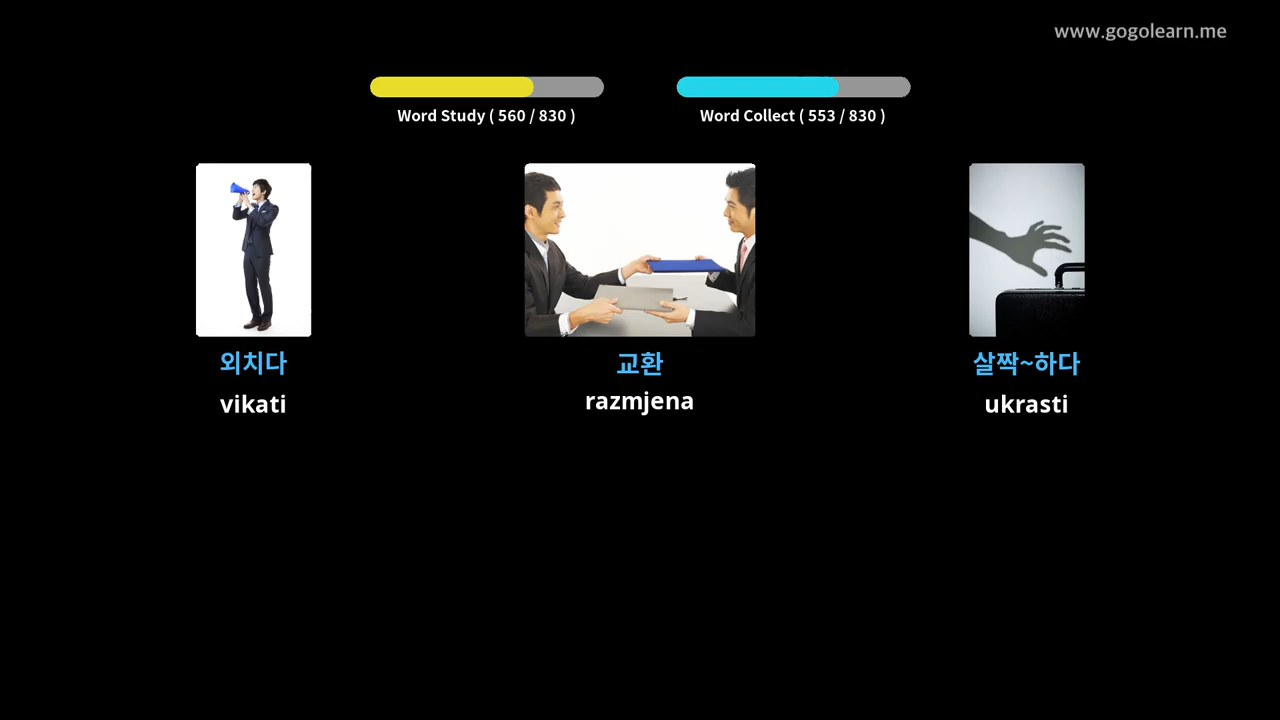 www.gogolearn.me
Word Study ( 560 / 830 )
Word Collect ( 553 / 830 )
외치다
교환
살짝~하다
vikati
razmjena
ukrasti